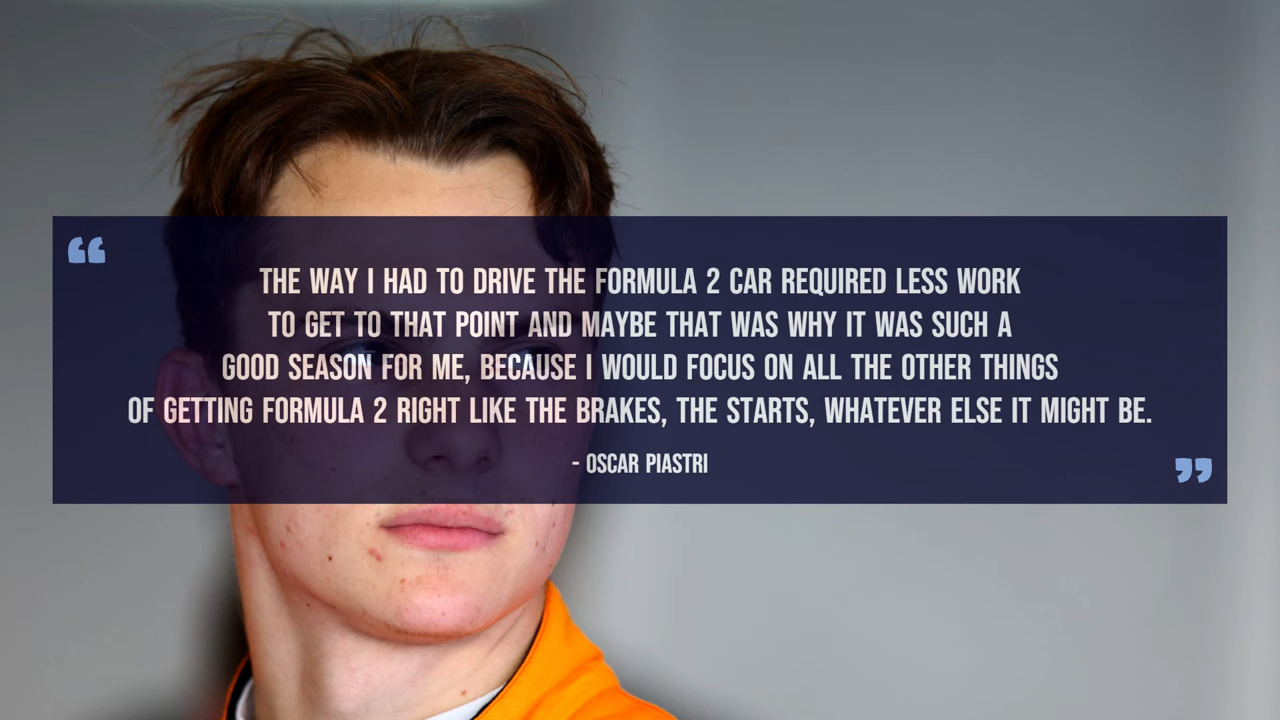 “
THE WAY I HAD TO DRIVE THE FORMULA 2 CAR REQUIRED LESS WORK
TO GET TO THAT POINT AND MAYBE THAT WAS WHY IT WAS SUCH A
GOOD SEASON FOR ME, BECAUSE I WOULD FOCUS ON ALL THE OTHER THINGS
OF GETTING FORMULA 2 RIGHT LIKE THE BRAKES, THE STARTS, WHATEVER ELSE IT MIGHT BE.
- OSCAR PIASTRI
”